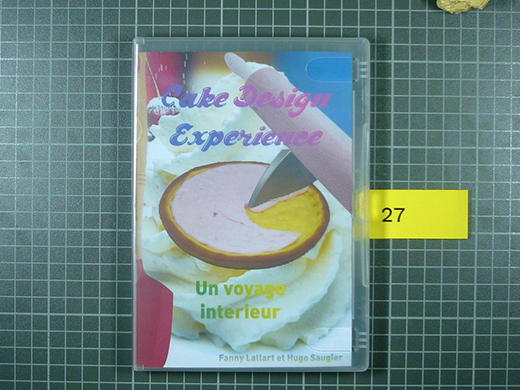 Cake Design
Experience
27
Un voyage
interieur
Fanny Lallart et Hugo Saugier